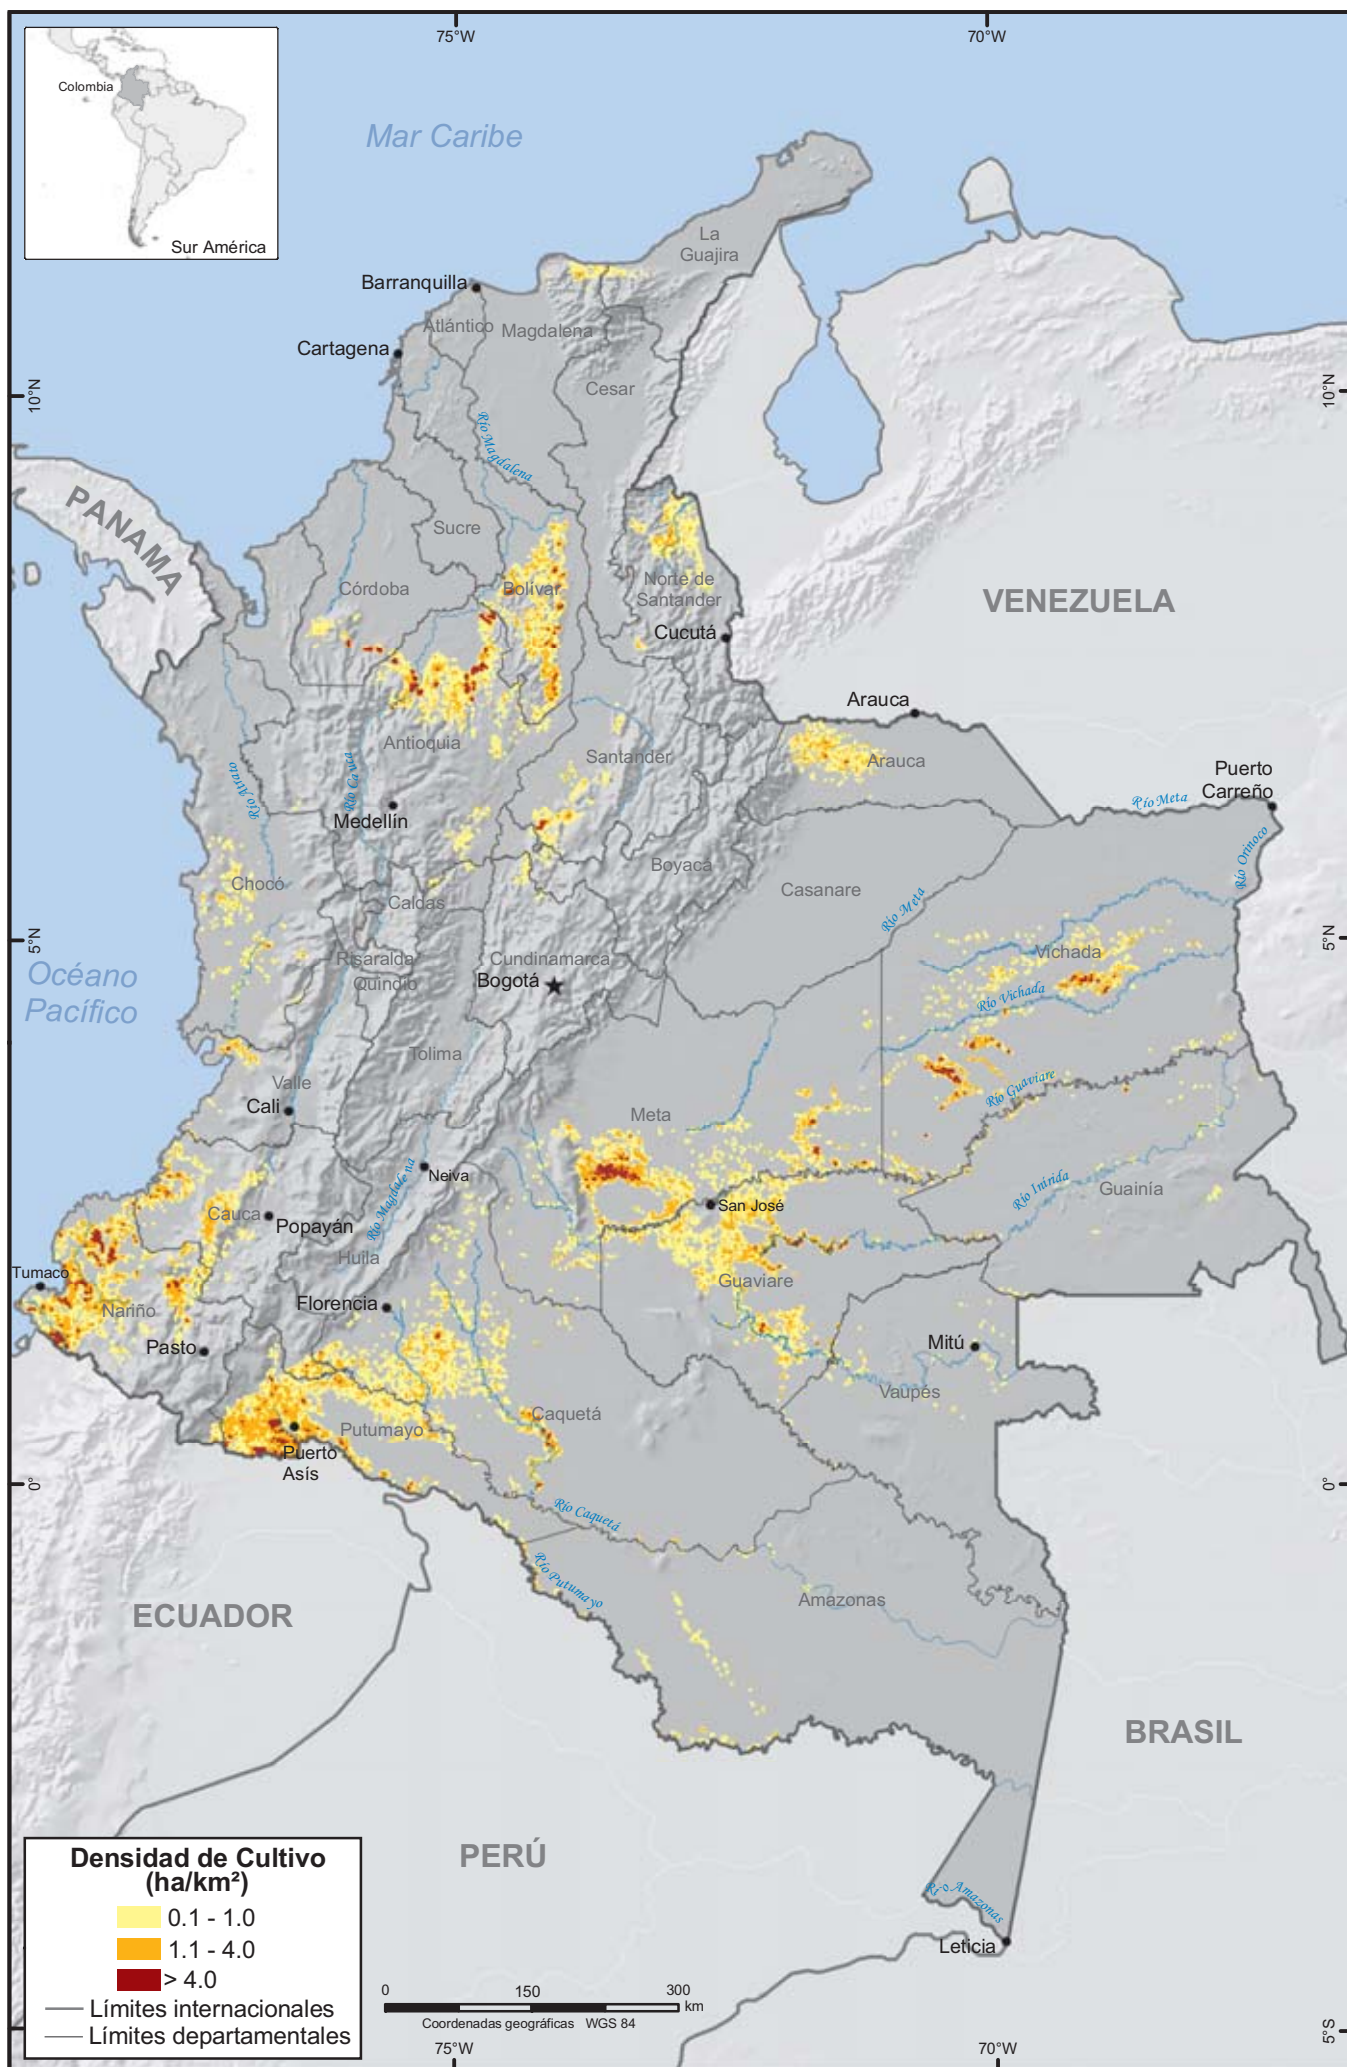 75°W
70°W
Colombia
Sur América
Mar Caribe
La
Guajira
Barranquilla
Atlántico
Magdalena
Cartagena
Cesar
10°N
10°N
Río Magdalena
PANAMA
Sucre
Córdoba
Bolívar
Norte de
Santander
VENEZUELA
Cucutá
Arauca
Antioquia
Santander
Arauca
Puerto
Carreño
Río Meta
Río Atrato
Río Cauca
Medellín
Río Orinoco
Boyacá
Chocó
Casanare
Caldas
Río Meta
5°N
5°N
Vichada
Risaralda
Cundinamarca
Océano
Pacífico
Quindio
Bogotá
Río Vichada
Tolima
Valle
Río Guaviare
Cali
Meta
Neiva
Río Magdalena
Río Inírida
Guainía
San José
Cauca
Popayán
Huila
Tumaco
Guaviare
Nariño
Florencia
Pasto
Mitú
Vaupés
Caquetá
Putumayo
Puerto
Asís
0°
0°
Río Caquetá
Río Putumayo
Amazonas
ECUADOR
BRASIL
PERÚ
Río Amazonas
Leticia
Densidad de Cultivo
(ha/km²)
0.1 - 1.0
1.1 - 4.0
> 4.0
Límites internacionales
Límites departamentales
0 150 300
km
Coordenadas geográficas WGS 84
5°S
75°W
70°W